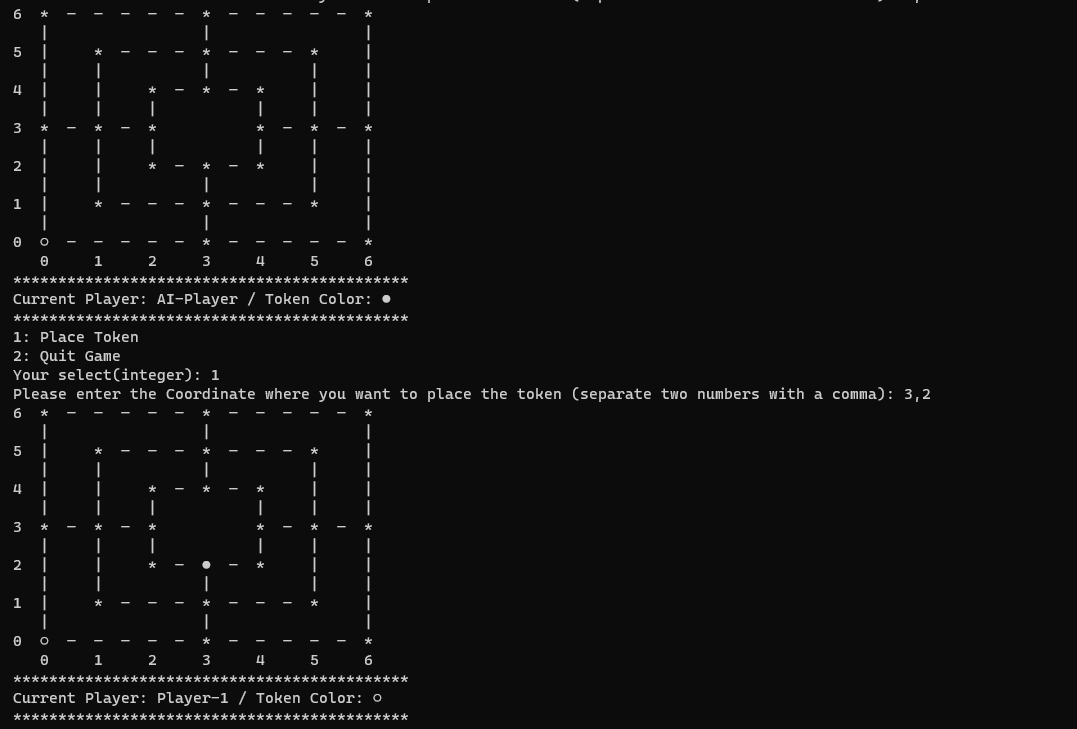 6  *  –  –  –  –  –  *  –  –  –  –  –  *
   |                 |                 |
5  |     *  –  –  –  *  –  –  –  *     |
   |     |           |           |     |
4  |     |     *  –  *  –  *     |     |
   |     |     |           |     |     |
3  *  –  *  –  *           *  –  *  –  *
   |     |     |           |     |     |
2  |     |     *  –  *  –  *     |     |
   |     |           |           |     |
1  |     *  –  –  –  *  –  –  –  *     |
   |                 |                 |
0  ○  –  –  –  –  –  *  –  –  –  –  –  *
   0     1     2     3     4     5     6
********************************************
Current Player: AI-Player / Token Color: ●
********************************************
1: Place Token
2: Quit Game
Your select(integer): 1
Please enter the Coordinate where you want to place the token (separate two numbers with a comma): 3,2
6  *  –  –  –  –  –  *  –  –  –  –  –  *
   |                 |                 |
5  |     *  –  –  –  *  –  –  –  *     |
   |     |           |           |     |
4  |     |     *  –  *  –  *     |     |
   |     |     |           |     |     |
3  *  –  *  –  *           *  –  *  –  *
   |     |     |           |     |     |
2  |     |     *  –  ●  –  *     |     |
   |     |           |           |     |
1  |     *  –  –  –  *  –  –  –  *     |
   |                 |                 |
0  ○  –  –  –  –  –  *  –  –  –  –  –  *
   0     1     2     3     4     5     6
********************************************
Current Player: Player-1 / Token Color: ○
********************************************